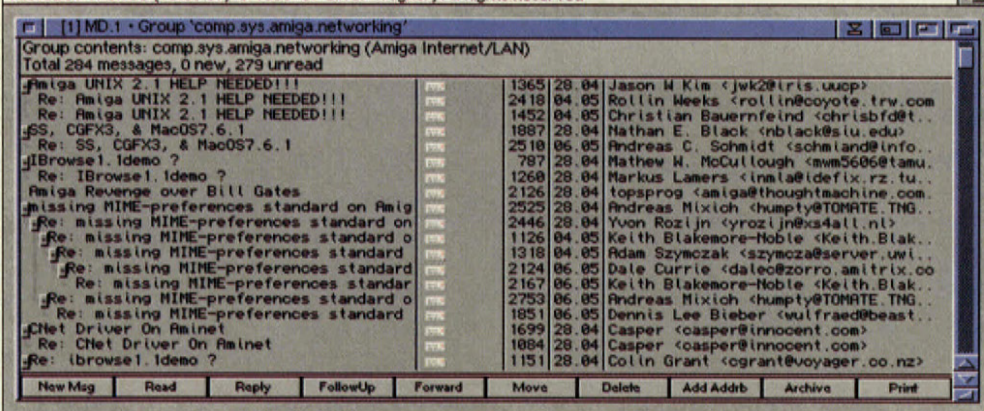 [1] MD.1 · Group 'comp.sys.amiga.networking'
Group contents: comp.sys.amiga.networking (Amiga Internet/LAN)
Total 284 messages, 0 new, 279 unread
Amiga UNIX 2.1 HELP NEEDED!!! 1365 28.04 Jason W Kim <jwk2@iris.uucp>
Re: Amiga UNIX 2.1 HELP NEEDED!!! 2418 04.05 Rollin Weeks <rollin@coyote.trw.com
Re: Amiga UNIX 2.1 HELP NEEDED!!! 1452 04.05 Christian Bauernfeind <chrisbfd@t..
SS, CGFX3, & MacOS7.6.1 1887 28.04 Nathan E. Black <nblack@siu.edu>
Re: SS, CGFX3, & MacOS7.6.1 2510 06.05 Andreas C. Schmidt <schmiand@info..
IBrowse1.1demo ? 787 28.04 Mathew W. McCullough <mwm5606@tamu.
Re: IBrowse1.1demo ? 1260 28.04 Markus Lamers <inmla@idefix.rz.tu..
Amiga Revenge over Bill Gates 2126 28.04 topsprog <amiga@thoughtmachine.com.
missing MIME-preferences standard on Amig 2525 28.04 Andreas Mixich <humpty@TOMATE.TNG..
Re: missing MIME-preferences standard on 2446 28.04 Yvon Rozijn <yrozijn@xs4all.nl>
Re: missing MIME-preferences standard o 1126 04.05 Keith Blakemore-Noble <Keith.Blak..
Re: missing MIME-preferences standard 1318 04.05 Adam Szymczak <szymcza@server.uwi..
Re: missing MIME-preferences standard 2124 06.05 Dale Currie <dalec@zorro.amitrix.co
Re: missing MIME-preferences standar 2167 06.05 Keith Blakemore-Noble <Keith.Blak..
Re: missing MIME-preferences standard o 2753 06.05 Andreas Mixich <humpty@TOMATE.TNG..
Re: missing MIME-preferences standard 1851 06.05 Dennis Lee Bieber <wulfraed@beast..
CNet Driver On Aminet 1699 28.04 Casper <casper@innocent.com>
Re: CNet Driver On Aminet 1084 28.04 Casper <casper@innocent.com>
Re: ibrowse1.1demo ? 1151 28.04 Colin Grant <cgrant@voyager.co.nz>
New Msg Read Reply FollowUp Forward Move Delete Add Addrb Archive Print